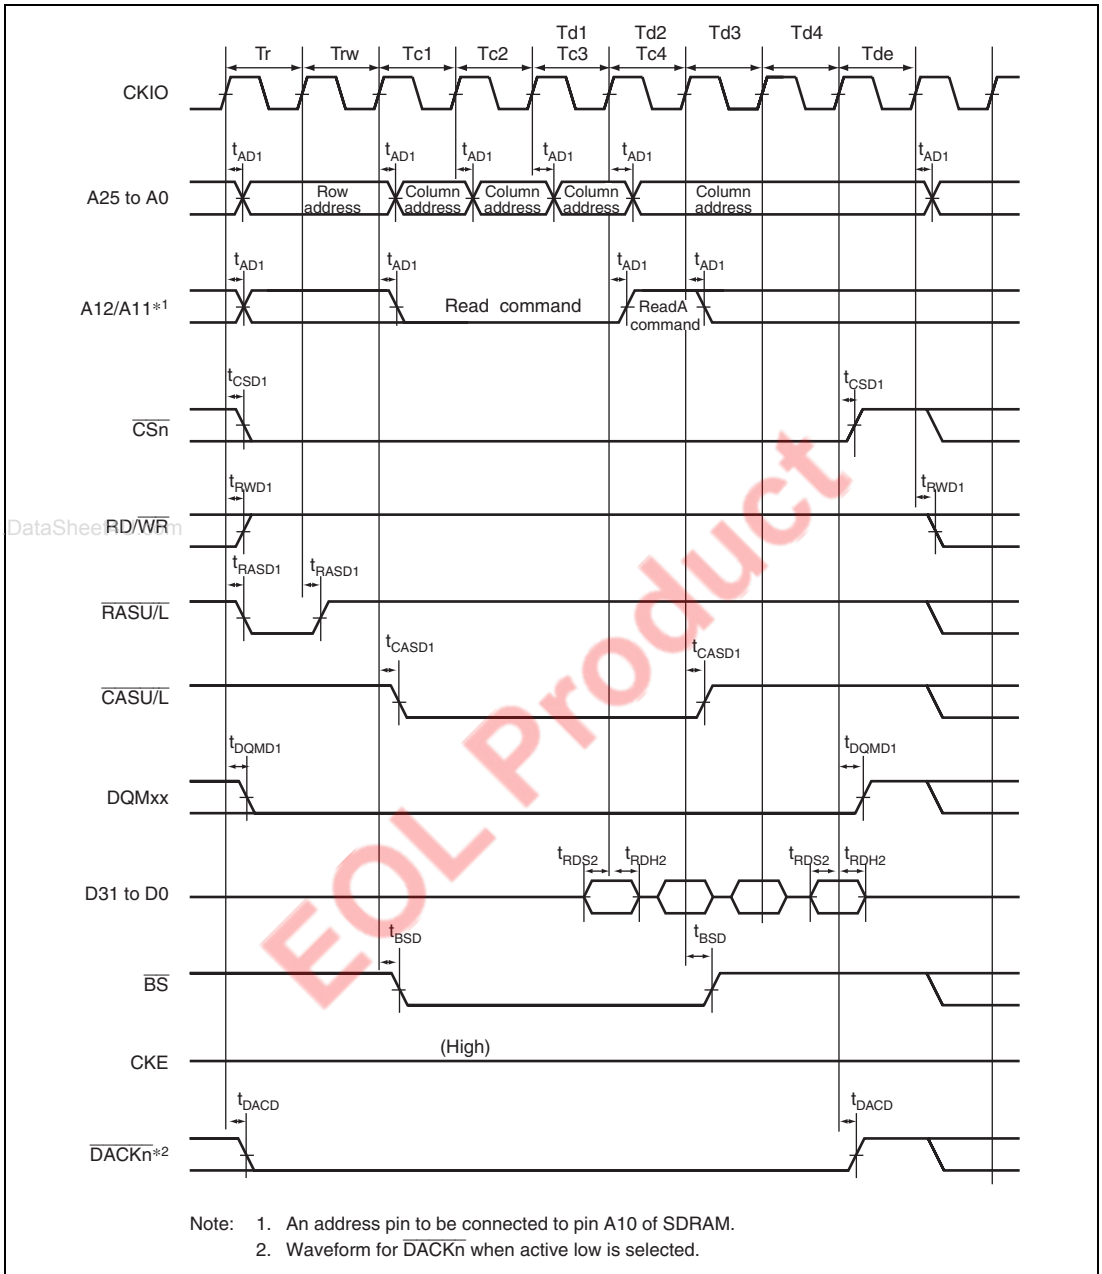 Td1 Td2 Td3 Td4
Tr Trw Tc1 Tc2 Tc3 Tc4 Tde
CKIO
tAD1 tAD1 tAD1 tAD1 tAD1 tAD1
A25 to A0
Row address
Column address
Column address
Column address
Column address
tAD1 tAD1 tAD1 tAD1
A12/A11*1
Read command
ReadA command
tCSD1 tCSD1
CSn
tRWD1 tRWD1
RD/WR
tRASD1 tRASD1
RASU/L
tCASD1 tCASD1
CASU/L
tDQMD1 tDQMD1
DQMxx
tRDS2 tRDH2 tRDS2 tRDH2
D31 to D0
tBSD tBSD
BS
(High)
CKE
tDACD tDACD
DACKn*2
EOL Product
Note: 1. An address pin to be connected to pin A10 of SDRAM.
2. Waveform for DACKn when active low is selected.